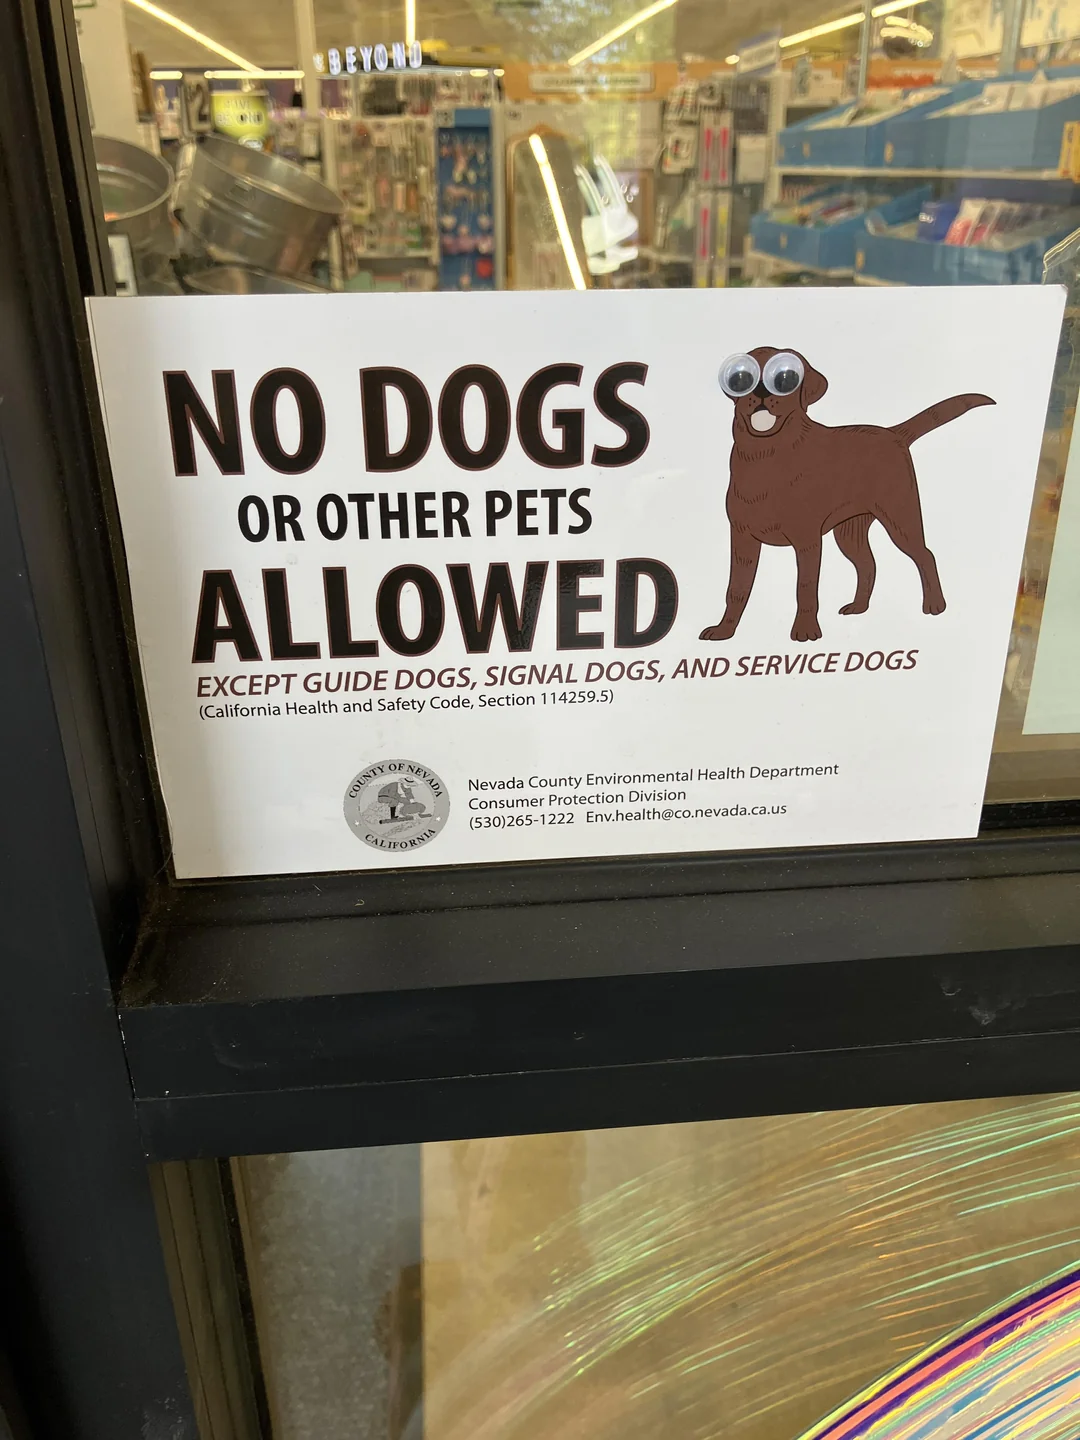 BEYOND
NO DOGS
OR OTHER PETS
ALLOWED
EXCEPT GUIDE DOGS, SIGNAL DOGS, AND SERVICE DOGS
(California Health and Safety Code, Section 114259.5)
COUNTY OF NEVADA
CALIFORNIA
Nevada County Environmental Health Department
Consumer Protection Division
(530)265-1222 Env.health@co.nevada.ca.us